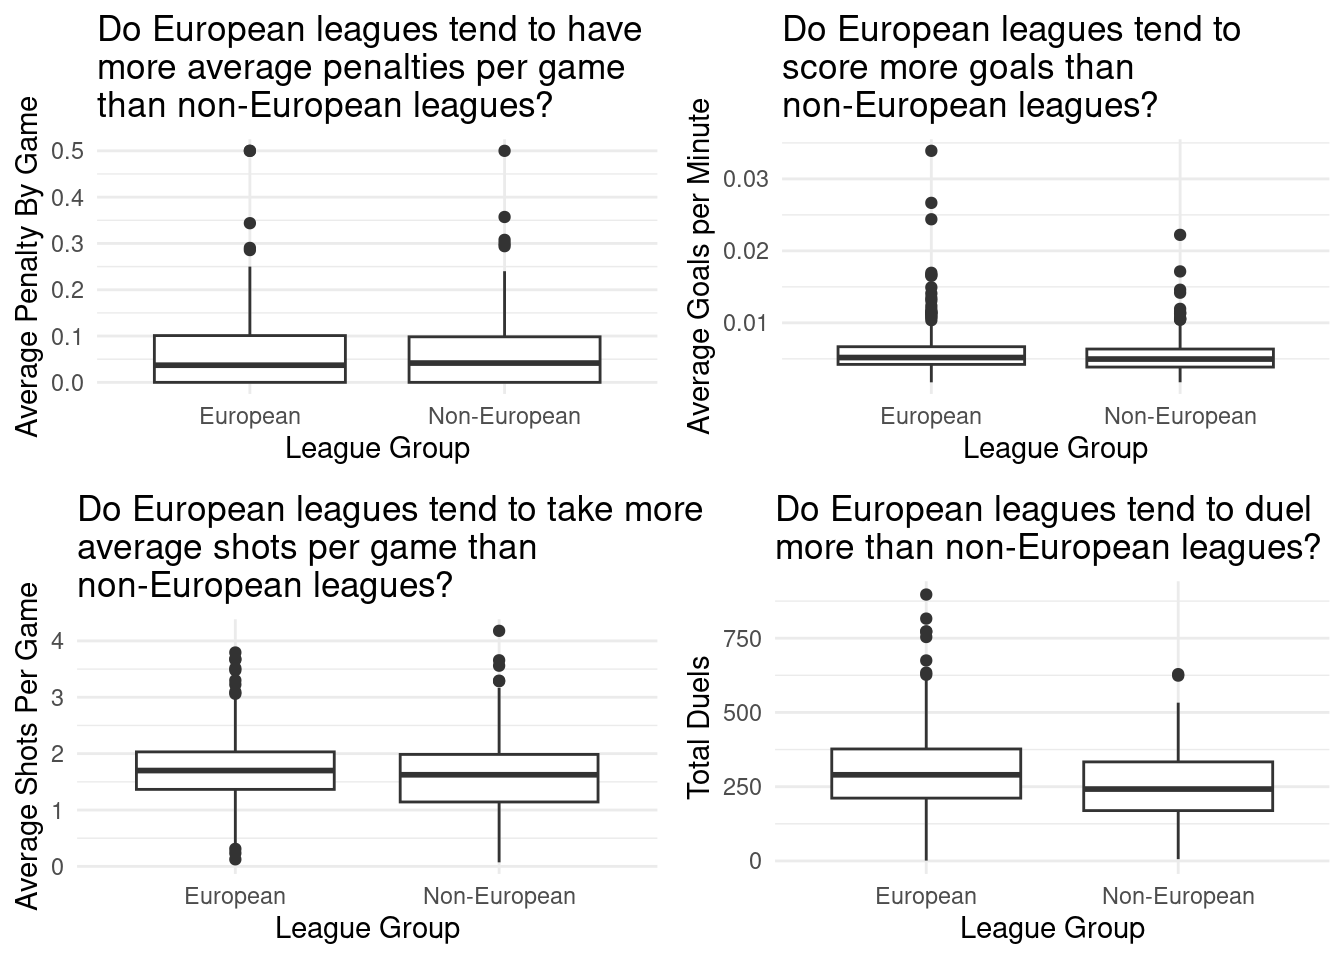 Do European leagues tend to have
more average penalties per game
than non-European leagues?
Average Penalty By Game
0.5
0.4
0.3
0.2
0.1
0.0
European
Non-European
League Group
Do European leagues tend to
score more goals than
non-European leagues?
Average Goals per Minute
0.03
0.02
0.01
European
Non-European
League Group
Do European leagues tend to take more
average shots per game than
non-European leagues?
Average Shots Per Game
4
3
2
1
0
European
Non-European
League Group
Do European leagues tend to duel
more than non-European leagues?
Total Duels
750
500
250
0
European
Non-European
League Group